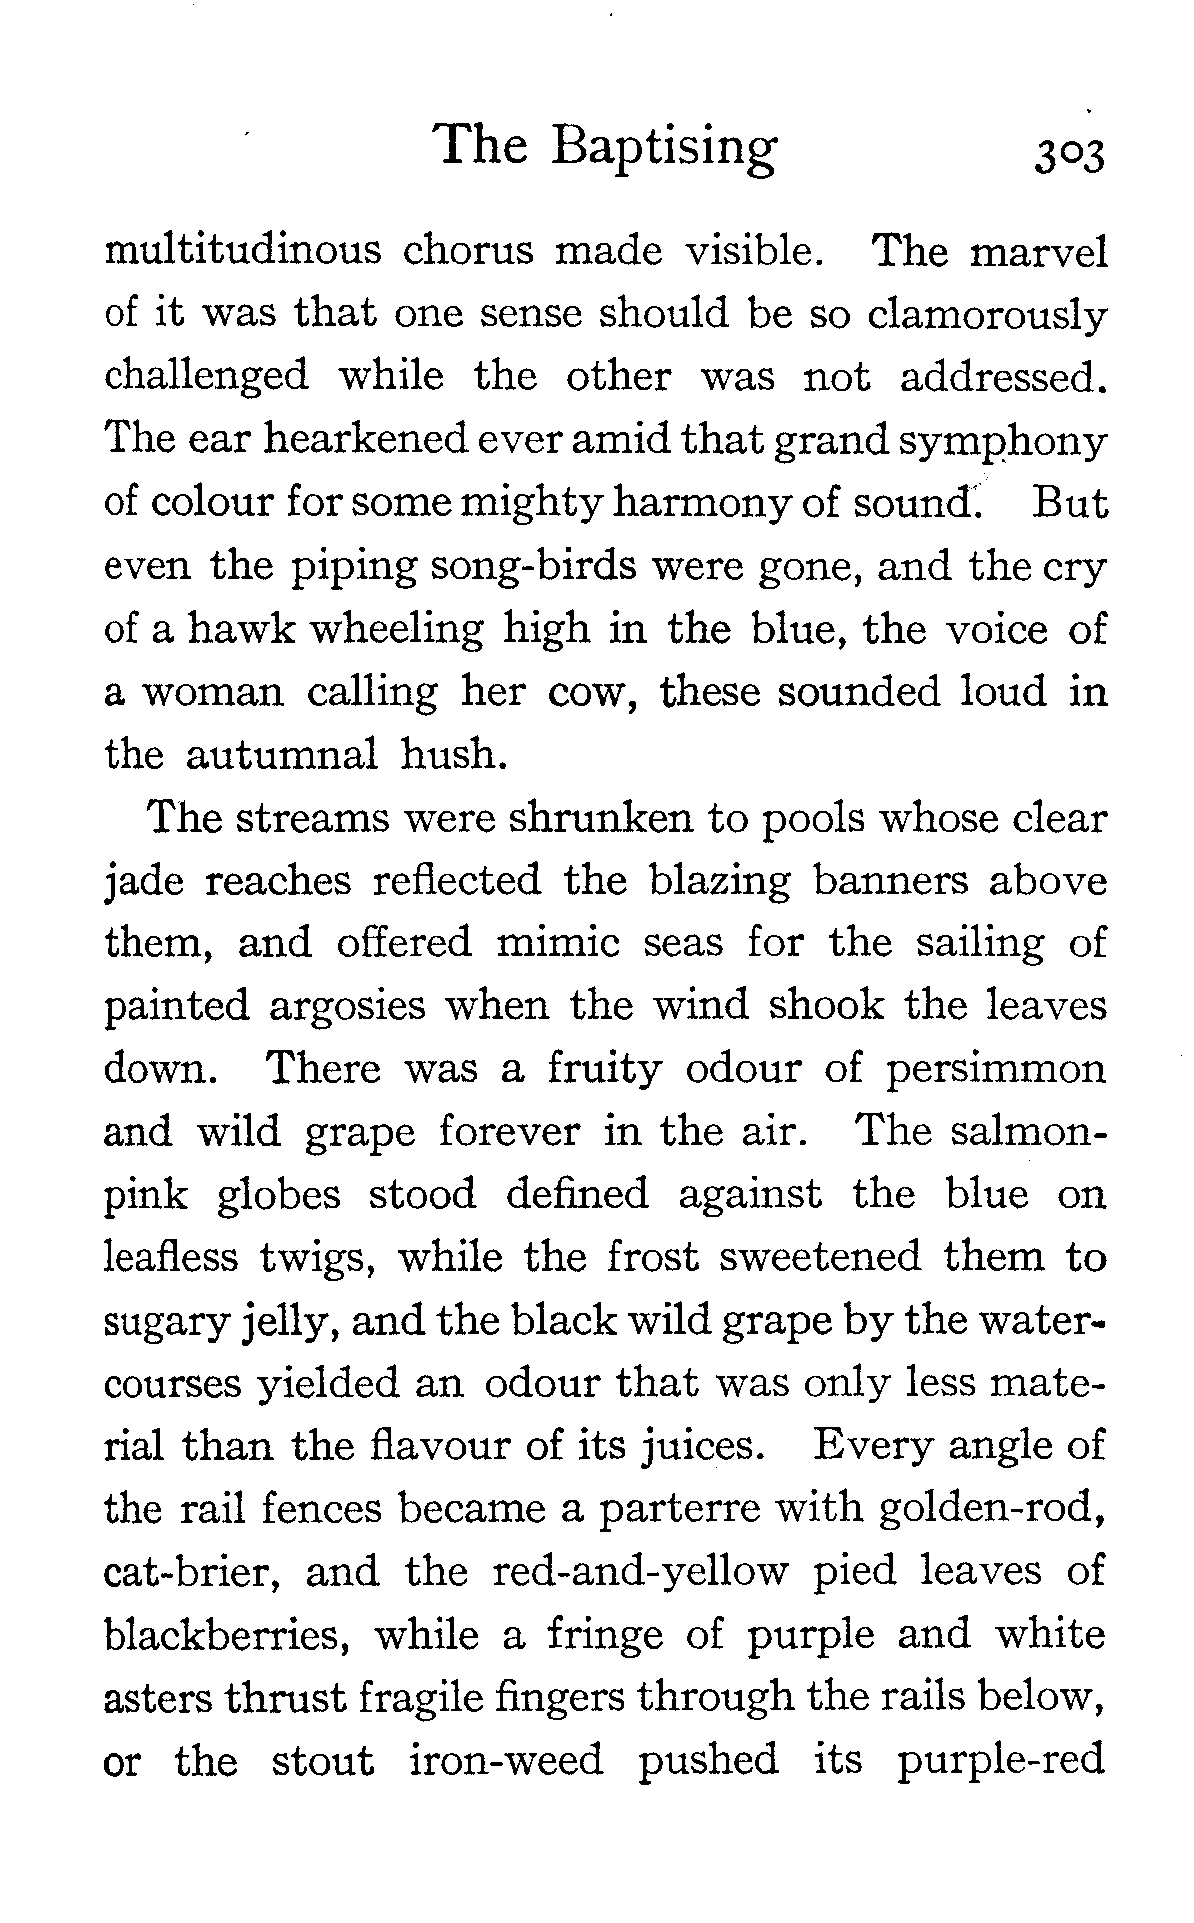 The Baptising 303
multitudinous chorus made visible. The marvel
of it was that one sense should be so clamorously
challenged while the other was not addressed.
The ear hearkened ever amid that grand symphony
of colour for some mighty harmony of sound. But
even the piping song-birds were gone, and the cry
of a hawk wheeling high in the blue, the voice of
a woman calling her cow, these sounded loud in
the autumnal hush.
The streams were shrunken to pools whose clear
jade reaches reflected the blazing banners above
them, and offered mimic seas for the sailing of
painted argosies when the wind shook the leaves
down. There was a fruity odour of persimmon
and wild grape forever in the air. The salmon-
pink globes stood defined against the blue on
leafless twigs, while the frost sweetened them to
sugary jelly, and the black wild grape by the water-
courses yielded an odour that was only less mate-
rial than the flavour of its juices. Every angle of
the rail fences became a parterre with golden-rod,
cat-brier, and the red-and-yellow pied leaves of
blackberries, while a fringe of purple and white
asters thrust fragile fingers through the rails below,
or the stout iron-weed pushed its purple-red